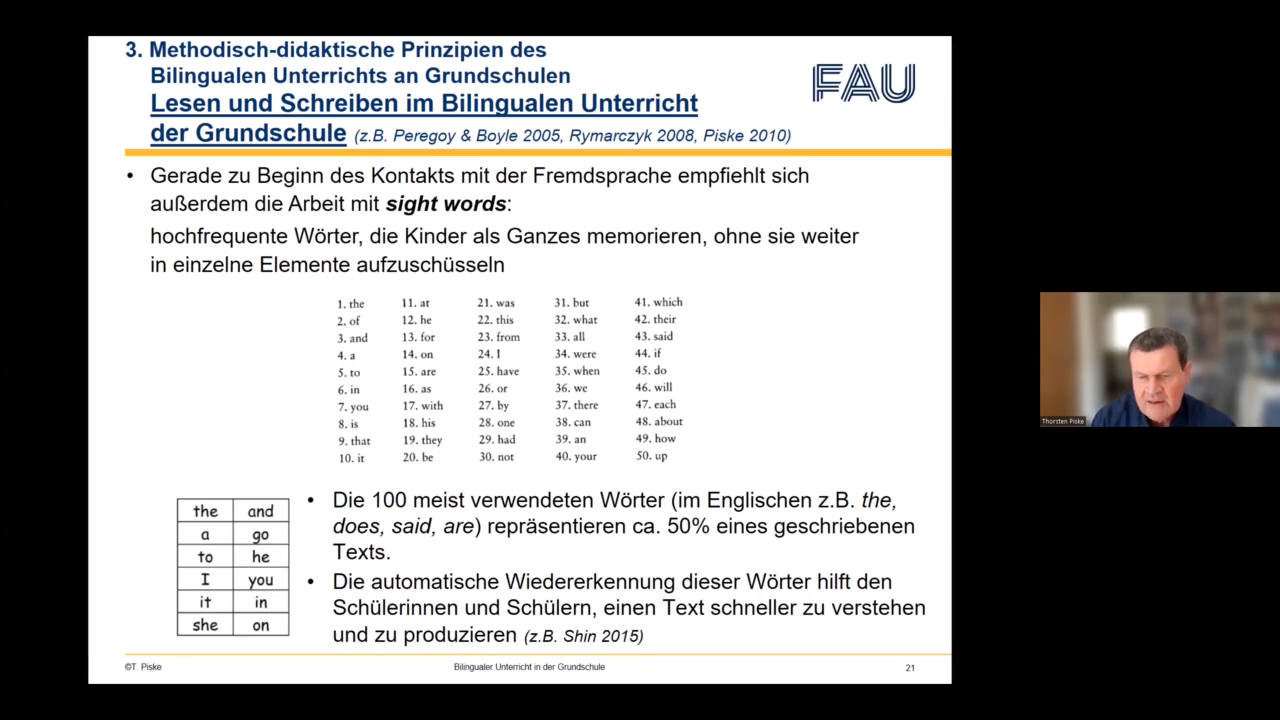 3. Methodisch-didaktische Prinzipien des
Bilingualen Unterrichts an Grundschulen
Lesen und Schreiben im Bilingualen Unterricht
der Grundschule (z.B. Peregoy & Boyle 2005, Rymarczyk 2008, Piske 2010)
FAU
• Gerade zu Beginn des Kontakts mit der Fremdsprache empfiehlt sich
außerdem die Arbeit mit sight words:
hochfrequente Wörter, die Kinder als Ganzes memorieren, ohne sie weiter
in einzelne Elemente aufzuschüsseln
1. the 11. at 21. was 31. but 41. which
2. of 12. he 22. this 32. what 42. their
3. and 13. for 23. from 33. all 43. said
4. a 14. on 24. I 34. were 44. if
5. to 15. are 25. have 35. when 45. do
6. in 16. as 26. or 36. we 46. will
7. you 17. with 27. by 37. there 47. each
8. is 18. his 28. one 38. can 48. about
9. that 19. they 29. had 39. an 49. how
10. it 20. be 30. not 40. your 50. up
the and
a go
to he
I you
it in
she on
• Die 100 meist verwendeten Wörter (im Englischen z.B. the,
does, said, are) repräsentieren ca. 50% eines geschriebenen
Texts.
• Die automatische Wiedererkennung dieser Wörter hilft den
Schülerinnen und Schülern, einen Text schneller zu verstehen
und zu produzieren (z.B. Shin 2015)
©T. Piske Bilingualer Unterricht in der Grundschule 21
Thorsten Piske